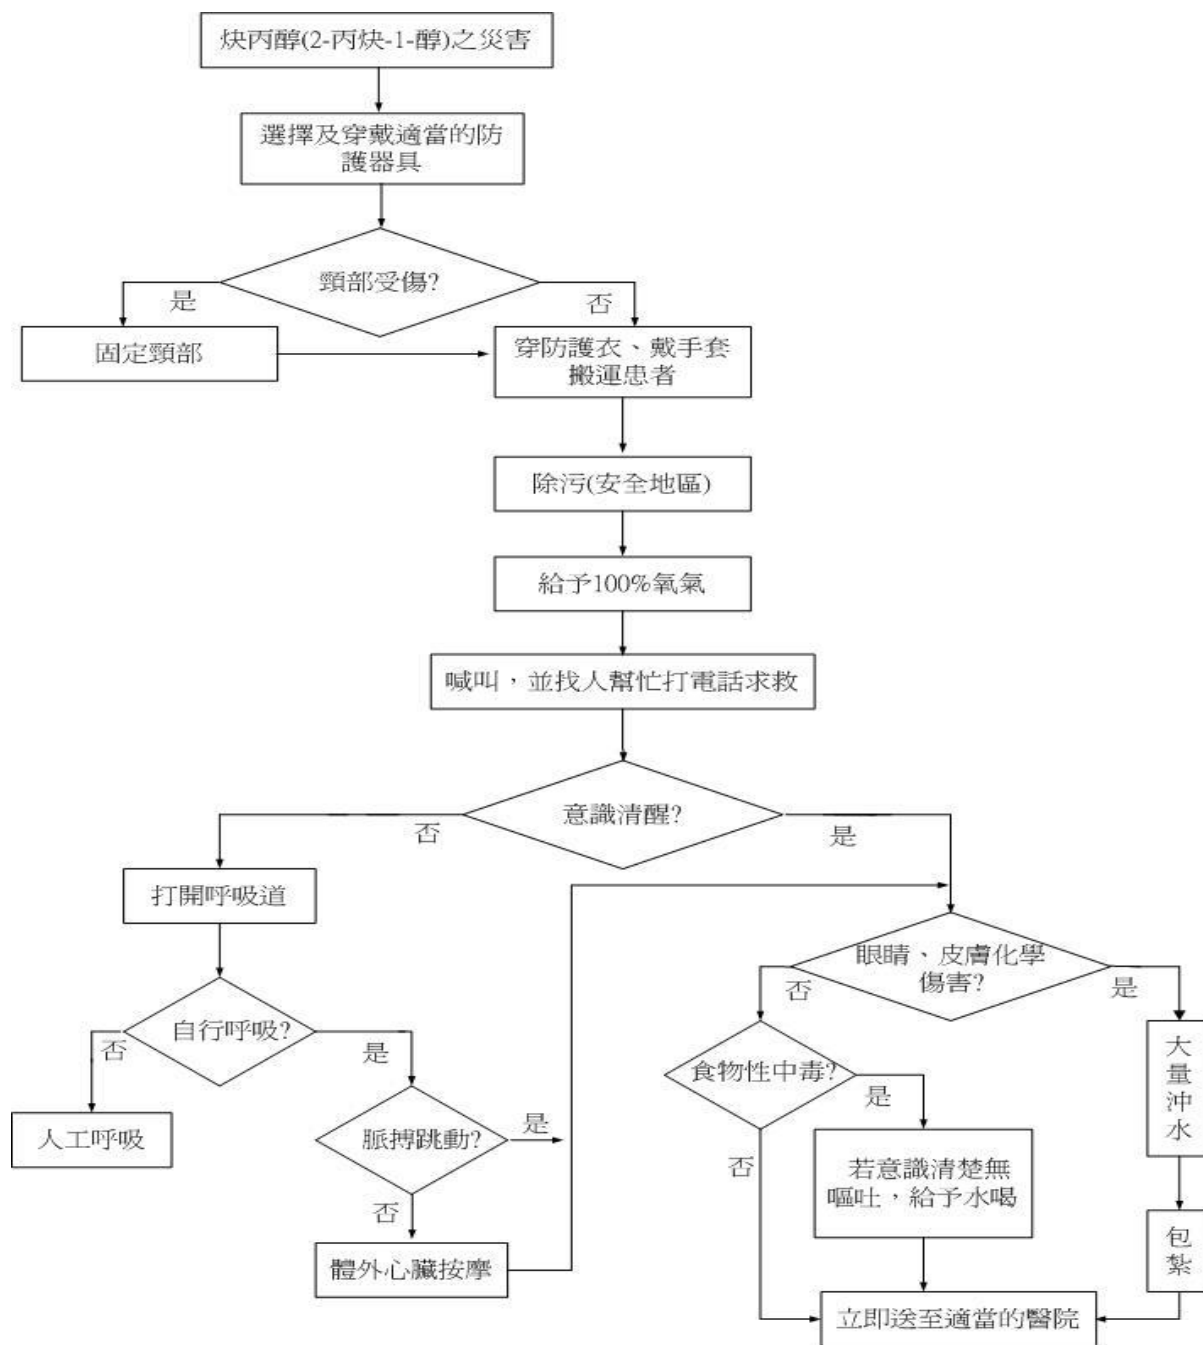 炔丙醇(2-丙炔-1-醇)之災害
選擇及穿戴適當的防
護器具
頸部受傷?
是
否
固定頸部
穿防護衣、戴手套
搬運患者
除污(安全地區)
給予100%氧氣
喊叫，並找人幫忙打電話求救
意識清醒?
否
是
打開呼吸道
眼睛、皮膚化學
傷害?
否
是
自行呼吸?
否
是
食物性中毒?
是
否
大
量
沖
水
人工呼吸
脈搏跳動?
是
否
若意識清楚無
嘔吐，給予水喝
包
紮
體外心臟按摩
立即送至適當的醫院